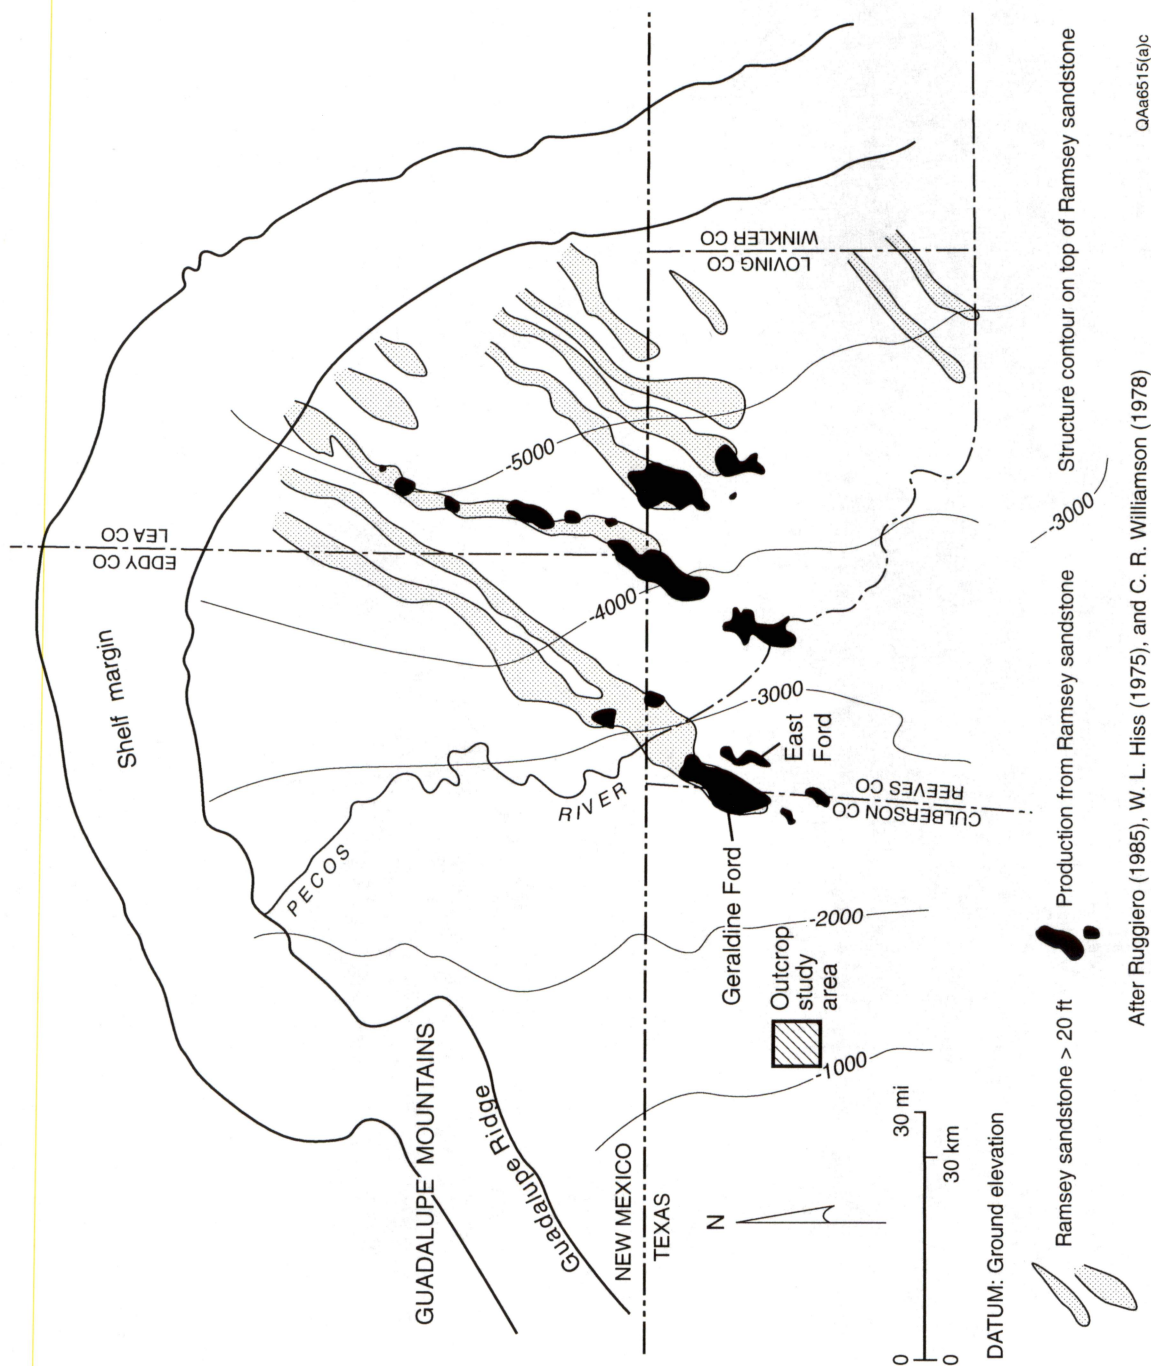 Shelf margin
EDDY CO
LEA CO
GUADALUPE MOUNTAINS
Guadalupe Ridge
PECOS
RIVER
-5000
-4000
-3000
-2000
-1000
NEW MEXICO
TEXAS
LOVING CO
WINKLER CO
CULBERSON CO
REEVES CO
Geraldine Ford
East
Ford
Outcrop
study
area
N
0
30 mi
0
30 km
DATUM: Ground elevation
Ramsey sandstone > 20 ft
Production from Ramsey sandstone
-3000
Structure contour on top of Ramsey sandstone
After Ruggiero (1985), W. L. Hiss (1975), and C. R. Williamson (1978)
QAa6515(a)c